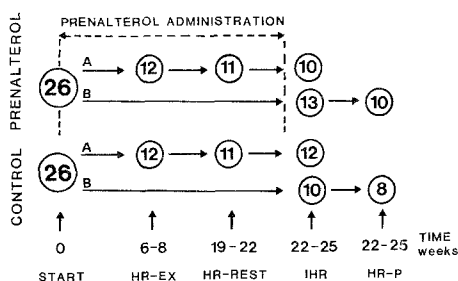 PRENALTEROL ADMINISTRATION
PRENALTEROL
26
A
12
11
10
B
13
10
CONTROL
26
A
12
11
12
B
10
8
0
6-8
19-22
22-25
22-25
TIME
weeks
START
HR-EX
HR-REST
IHR
HR-P